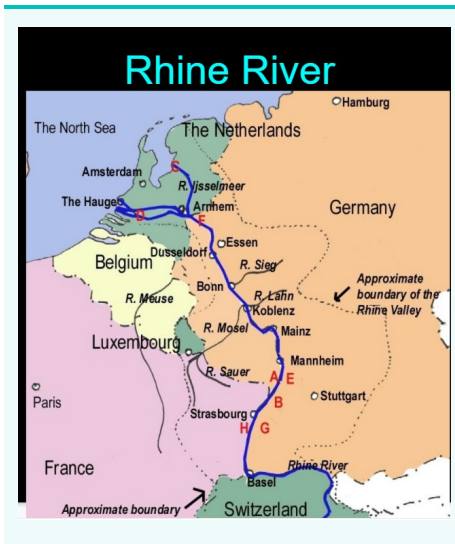 Rhine River
Hamburg
The North Sea
The Netherlands
C
Amsterdam
R. Ijsselmeer
The Hauge
Arnhem
D
F
Germany
Essen
Dusseldorf
Belgium
R. Sieg
Bonn
R. Lahn
Approximate
boundary of the
Rhine Valley
R. Meuse
Koblenz
R. Mosel
Mainz
Luxembourg
Mannheim
R. Sauer
A E
Stuttgart
Paris
B
Strasbourg
H G
France
Rhine River
Basel
Approximate boundary
Switzerland